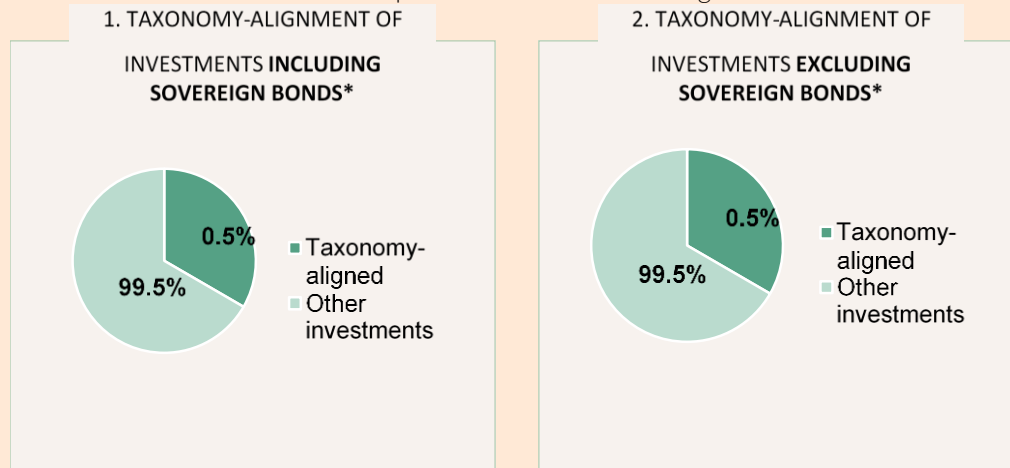 1. TAXONOMY-ALIGNMENT OF
INVESTMENTS INCLUDING
SOVEREIGN BONDS*
0.5%
99.5%
Taxonomy-
aligned
Other
investments
2. TAXONOMY-ALIGNMENT OF
INVESTMENTS EXCLUDING
SOVEREIGN BONDS*
0.5%
99.5%
Taxonomy-
aligned
Other
investments